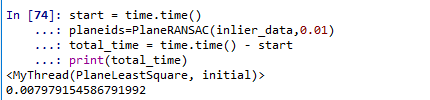 In [74]: start = time.time()
...: planeids=PlaneRANSAC(inlier_data,0.01)
...: total_time = time.time() - start
...: print(total_time)
<MyThread(PlaneLeastSquare, initial)>
0.007979154586791992